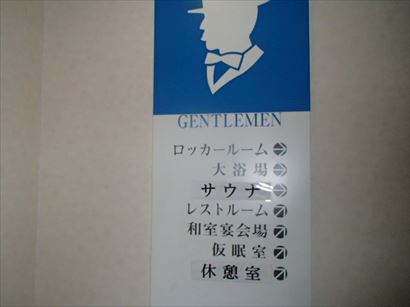 GENTLEMEN
ロッカールーム
大浴場
サウナ
レストルーム
和室宴会場
仮眠室
休憩室